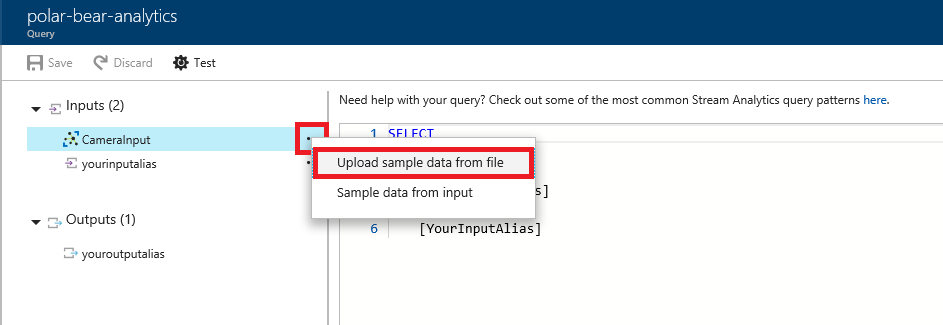 polar-bear-analytics
Query
Save Discard Test
Inputs (2)
Need help with your query? Check out some of the most common Stream Analytics query patterns here.
CameraInput
1 SELECT
yourinputalias
Upload sample data from file
Sample data from input
s]
Outputs (1)
6 [YourInputAlias]
youroutputalias